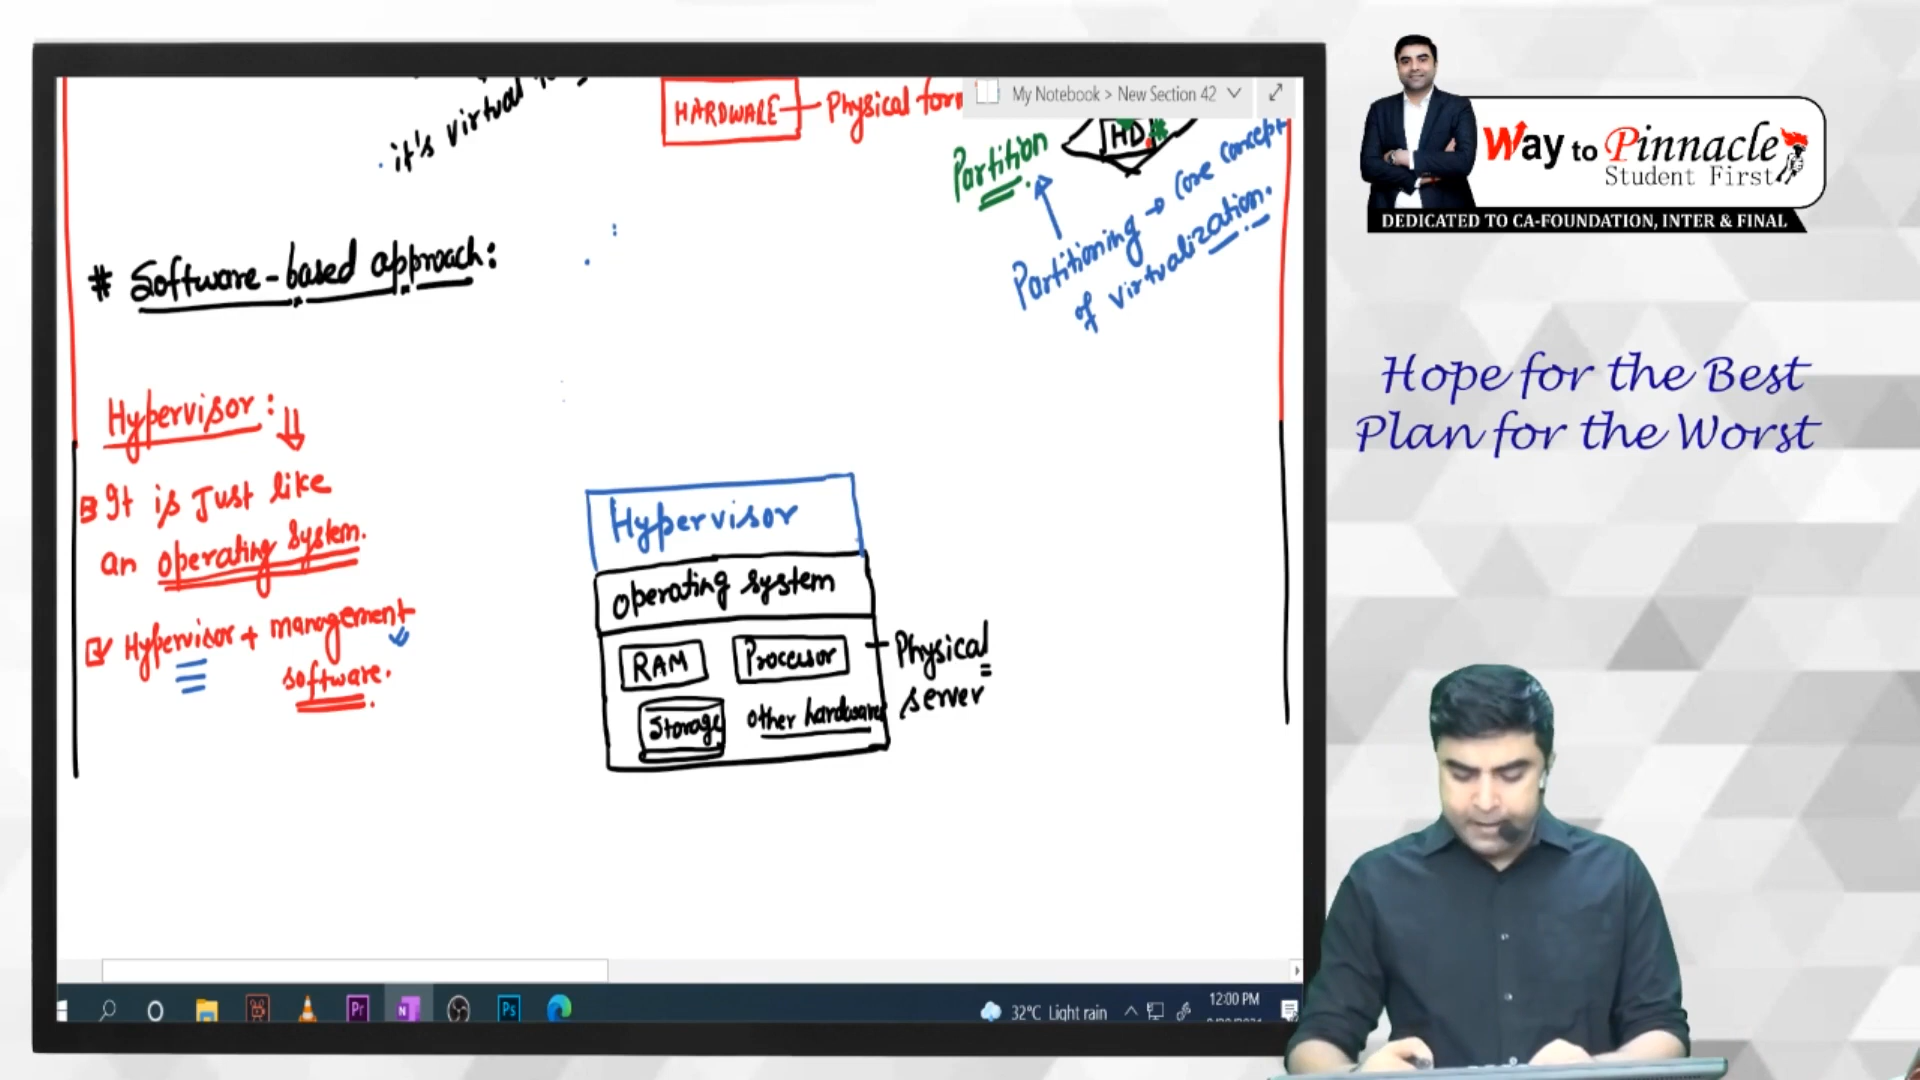 it's virtual
HARDWARE Physical form
My Notebook > New Section 42
HD
Partition
Partitioning → Core concept
of virtualization.
# Software-based approach:
Hypervisor:
It is Just like
an operating system.
Hypervisor + management
software.
Hypervisor
operating system
RAM
Processor
Storage
other hardware
Physical
server
Way to Pinnacle
Student First
DEDICATED TO CA-FOUNDATION, INTER & FINAL
Hope for the Best
Plan for the Worst
Pr
N
Ps
32°C Light rain
12:00 PM